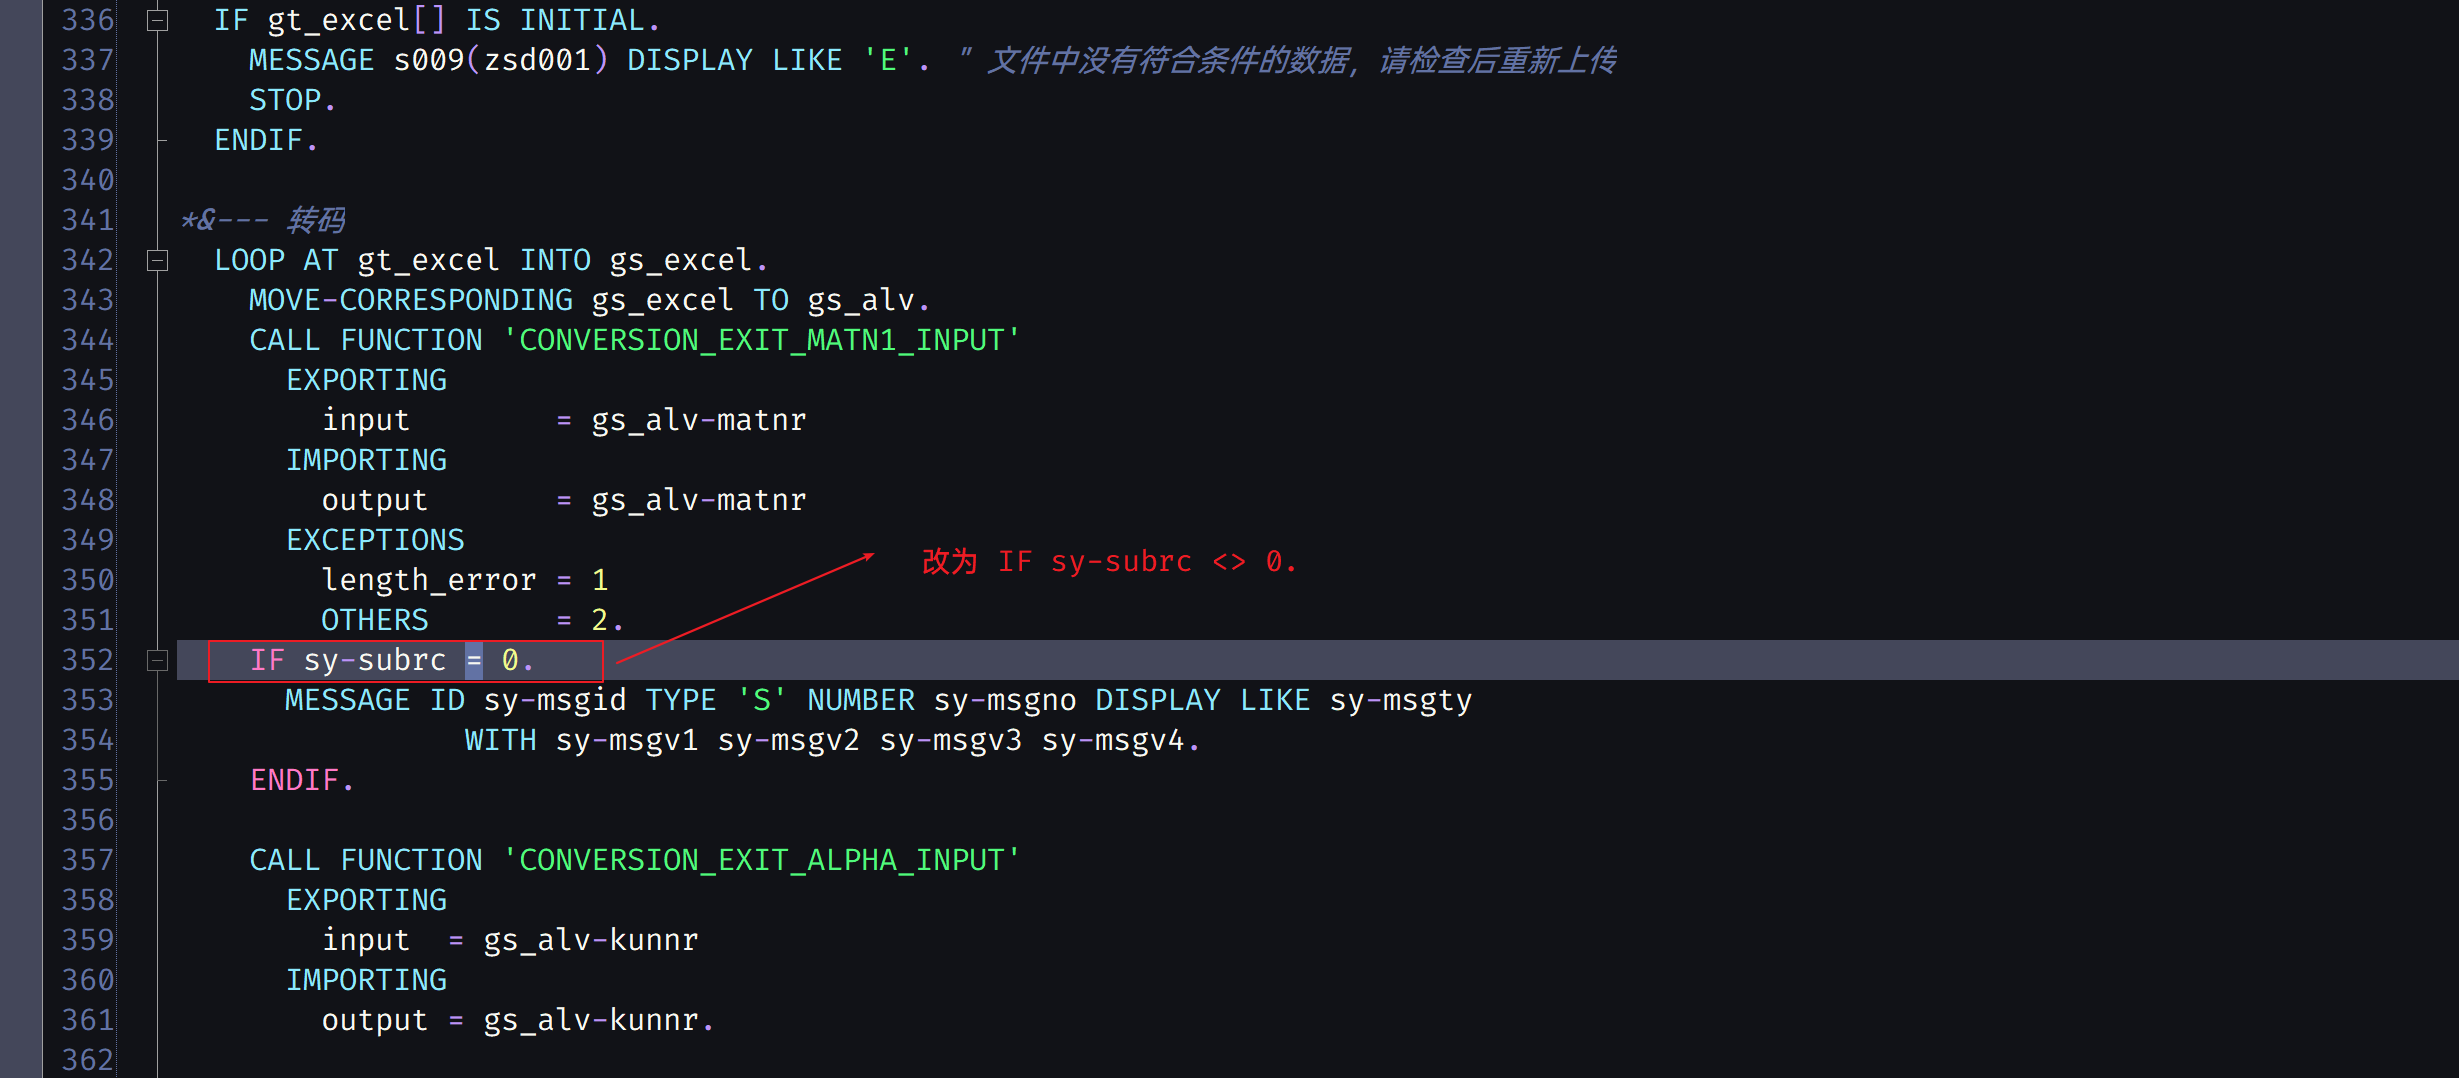 336   IF gt_excel[] IS INITIAL.
337     MESSAGE s009(zsd001) DISPLAY LIKE 'E'. " 文件中没有符合条件的数据, 请检查后重新上传
338     STOP.
339   ENDIF.
340
341 *&--- 转码
342   LOOP AT gt_excel INTO gs_excel.
343     MOVE-CORRESPONDING gs_excel TO gs_alv.
344     CALL FUNCTION 'CONVERSION_EXIT_MATN1_INPUT'
345       EXPORTING
346         input        = gs_alv-matnr
347       IMPORTING
348         output       = gs_alv-matnr
349       EXCEPTIONS
改为 IF sy-subrc <> 0.
350         length_error = 1
351         OTHERS       = 2.
352     IF sy-subrc = 0.
353       MESSAGE ID sy-msgid TYPE 'S' NUMBER sy-msgno DISPLAY LIKE sy-msgty
354                 WITH sy-msgv1 sy-msgv2 sy-msgv3 sy-msgv4.
355     ENDIF.
356
357     CALL FUNCTION 'CONVERSION_EXIT_ALPHA_INPUT'
358       EXPORTING
359         input  = gs_alv-kunnr
360       IMPORTING
361         output = gs_alv-kunnr.
362